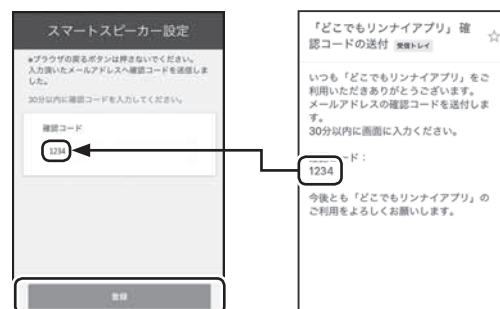 スマートスピーカー設定
●ブラウザの戻るボタンは押さないでください。
入力頂いたメールアドレスへ確認コードを送信しま
した。
30分以内に確認コードを入力してください。
確認コード
1234
登録
「どこでもリンナイアプリ」 確
認コードの送付 受信トレイ
いつも「どこでもリンナイアプリ」をご
利用いただきありがとうございます。
メールアドレスの確認コードを送付しま
す。
30分以内に画面に入力ください。
ード：
1234
今後とも「どこでもリンナイアプリ」の
ご利用をよろしくお願いします。